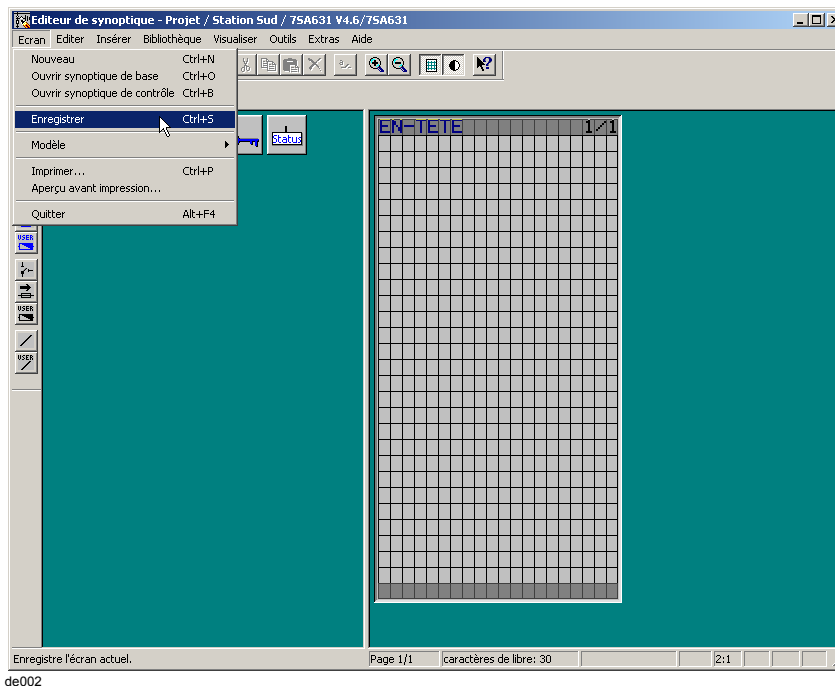 Editeur de synoptique - Projet / Station Sud / 7SA631 V4.6/7SA631
Ecran Editer Insérer Bibliothèque Visualiser Outils Extras Aide
Nouveau Ctrl+N
Ouvrir synoptique de base Ctrl+O
Ouvrir synoptique de contrôle Ctrl+B
Enregistrer Ctrl+S
Modèle
Imprimer... Ctrl+P
Aperçu avant impression...
Quitter Alt+F4
Status
EN-TETE 1/1
USER
USER
USER
Enregistre l'écran actuel. Page 1/1 caractères de libre: 30 2:1
de002